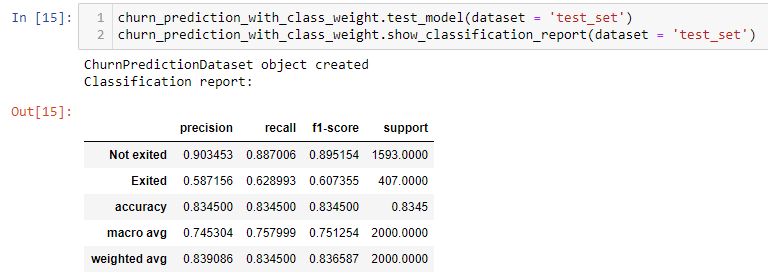 In [15]:
1 churn_prediction_with_class_weight.test_model(dataset = 'test_set')
2 churn_prediction_with_class_weight.show_classification_report(dataset = 'test_set')
ChurnPredictionDataset object created
Classification report:
Out[15]:
precision recall f1-score support
Not exited 0.903453 0.887006 0.895154 1593.0000
Exited 0.587156 0.628993 0.607355 407.0000
accuracy 0.834500 0.834500 0.834500 0.8345
macro avg 0.745304 0.757999 0.751254 2000.0000
weighted avg 0.839086 0.834500 0.836587 2000.0000